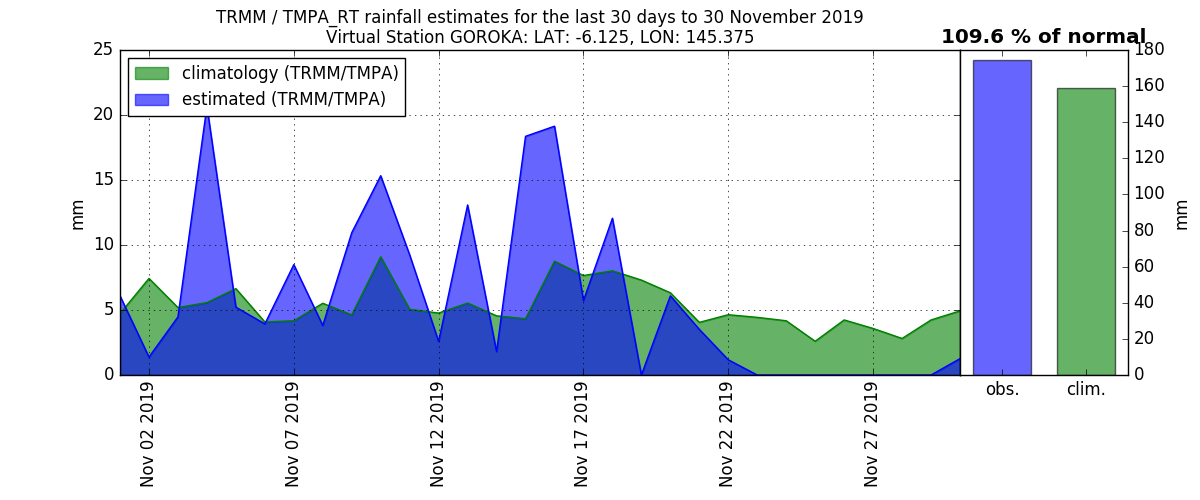 TRMM / TMPA_RT rainfall estimates for the last 30 days to 30 November 2019
Virtual Station GOROKA: LAT: -6.125, LON: 145.375
109.6 % of normal
climatology (TRMM/TMPA)
estimated (TRMM/TMPA)
25
20
15
10
5
0
mm
180
160
140
120
100
80
60
40
20
0
mm
obs.
clim.
Nov 02 2019
Nov 07 2019
Nov 12 2019
Nov 17 2019
Nov 22 2019
Nov 27 2019